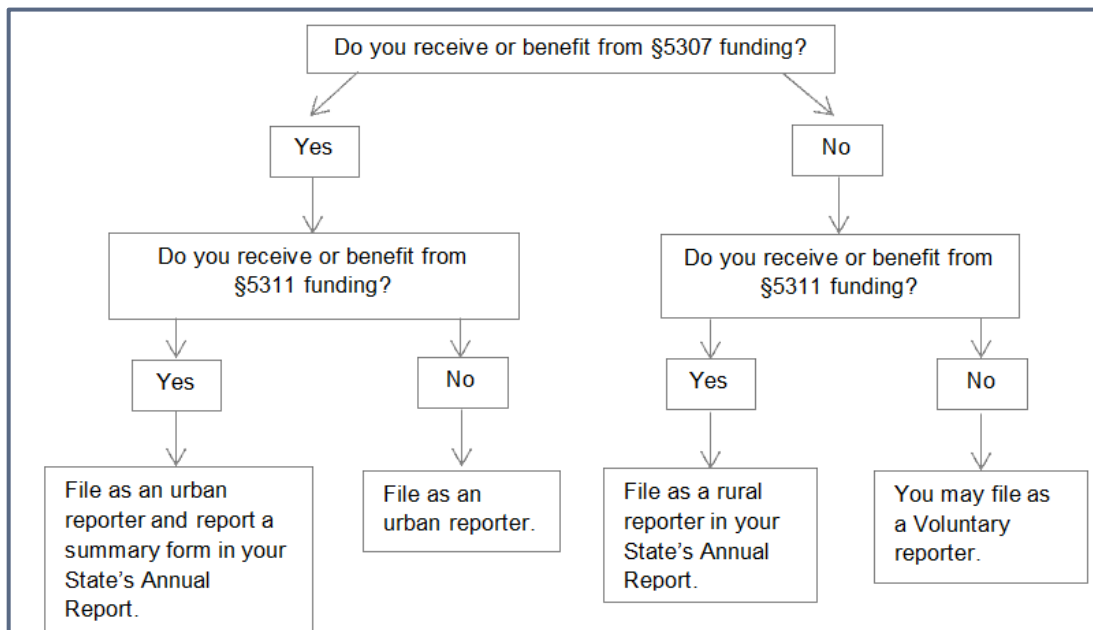 Do you receive or benefit from §5307 funding?
Yes
No
Do you receive or benefit from
§5311 funding?
Do you receive or benefit from
§5311 funding?
Yes
No
Yes
No
File as an urban
reporter and report a
summary form in your
State’s Annual
Report.
File as an
urban reporter.
File as a rural
reporter in your
State’s Annual
Report.
You may file as
a Voluntary
reporter.